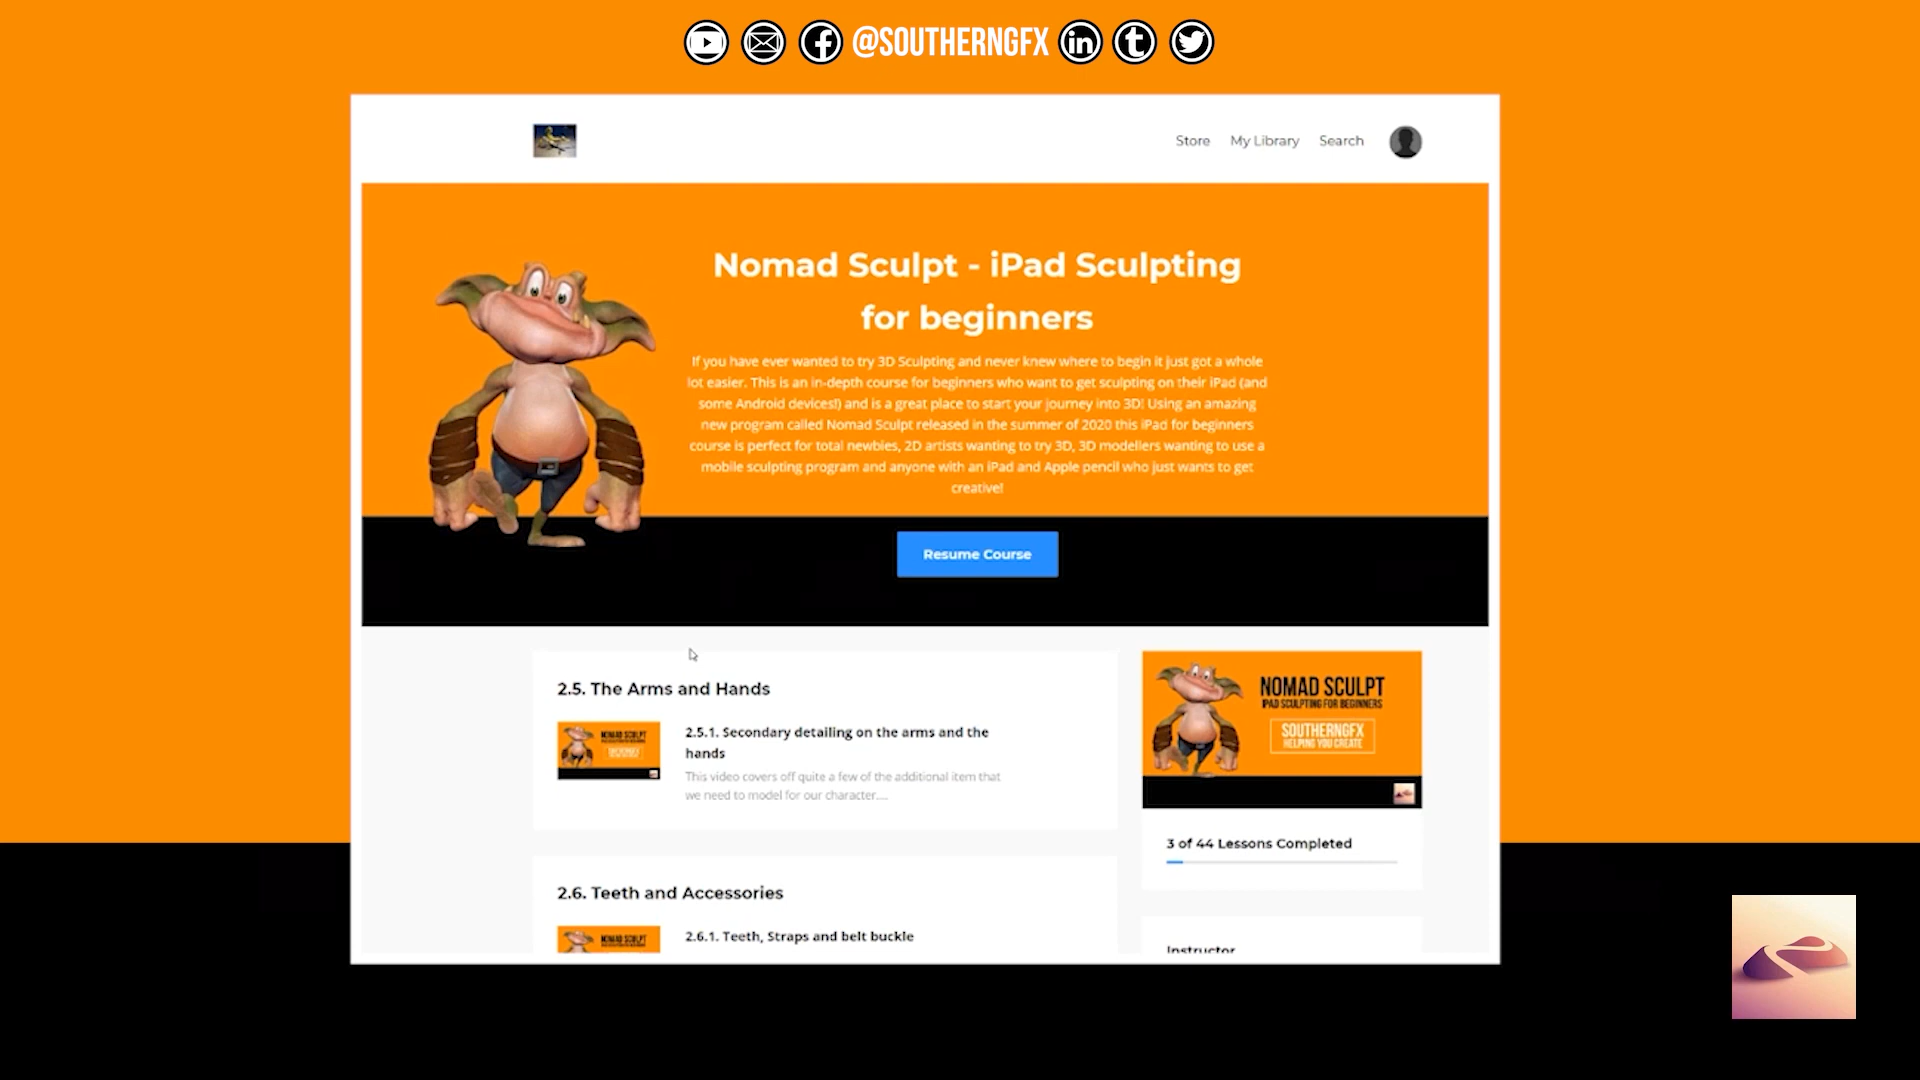 @SOUTHERNGFX
Store My Library Search
Nomad Sculpt - iPad Sculpting
for beginners
If you have ever wanted to try 3D Sculpting and never knew where to begin it just got a whole
lot easier. This is an in-depth course for beginners who want to get sculpting on their iPad (and
some Android devices!) and is a great place to start your journey into 3D! Using an amazing
new program called Nomad Sculpt released in the summer of 2020 this iPad for beginners
course is perfect for total newbies, 2D artists wanting to try 3D, 3D modellers wanting to use a
mobile sculpting program and anyone with an iPad and Apple pencil who just wants to get
creative!
Resume Course
2.5. The Arms and Hands
NOMAD SCULPT
2.5.1. Secondary detailing on the arms and the
hands
This video covers off quite a few of the additional item that
we need to model for our character....
2.6. Teeth and Accessories
NOMAD SCULPT
2.6.1. Teeth, Straps and belt buckle
NOMAD SCULPT
IPAD SCULPTING FOR BEGINNERS
SOUTHERNGFX
HELPING YOU CREATE
3 of 44 Lessons Completed
Instructor